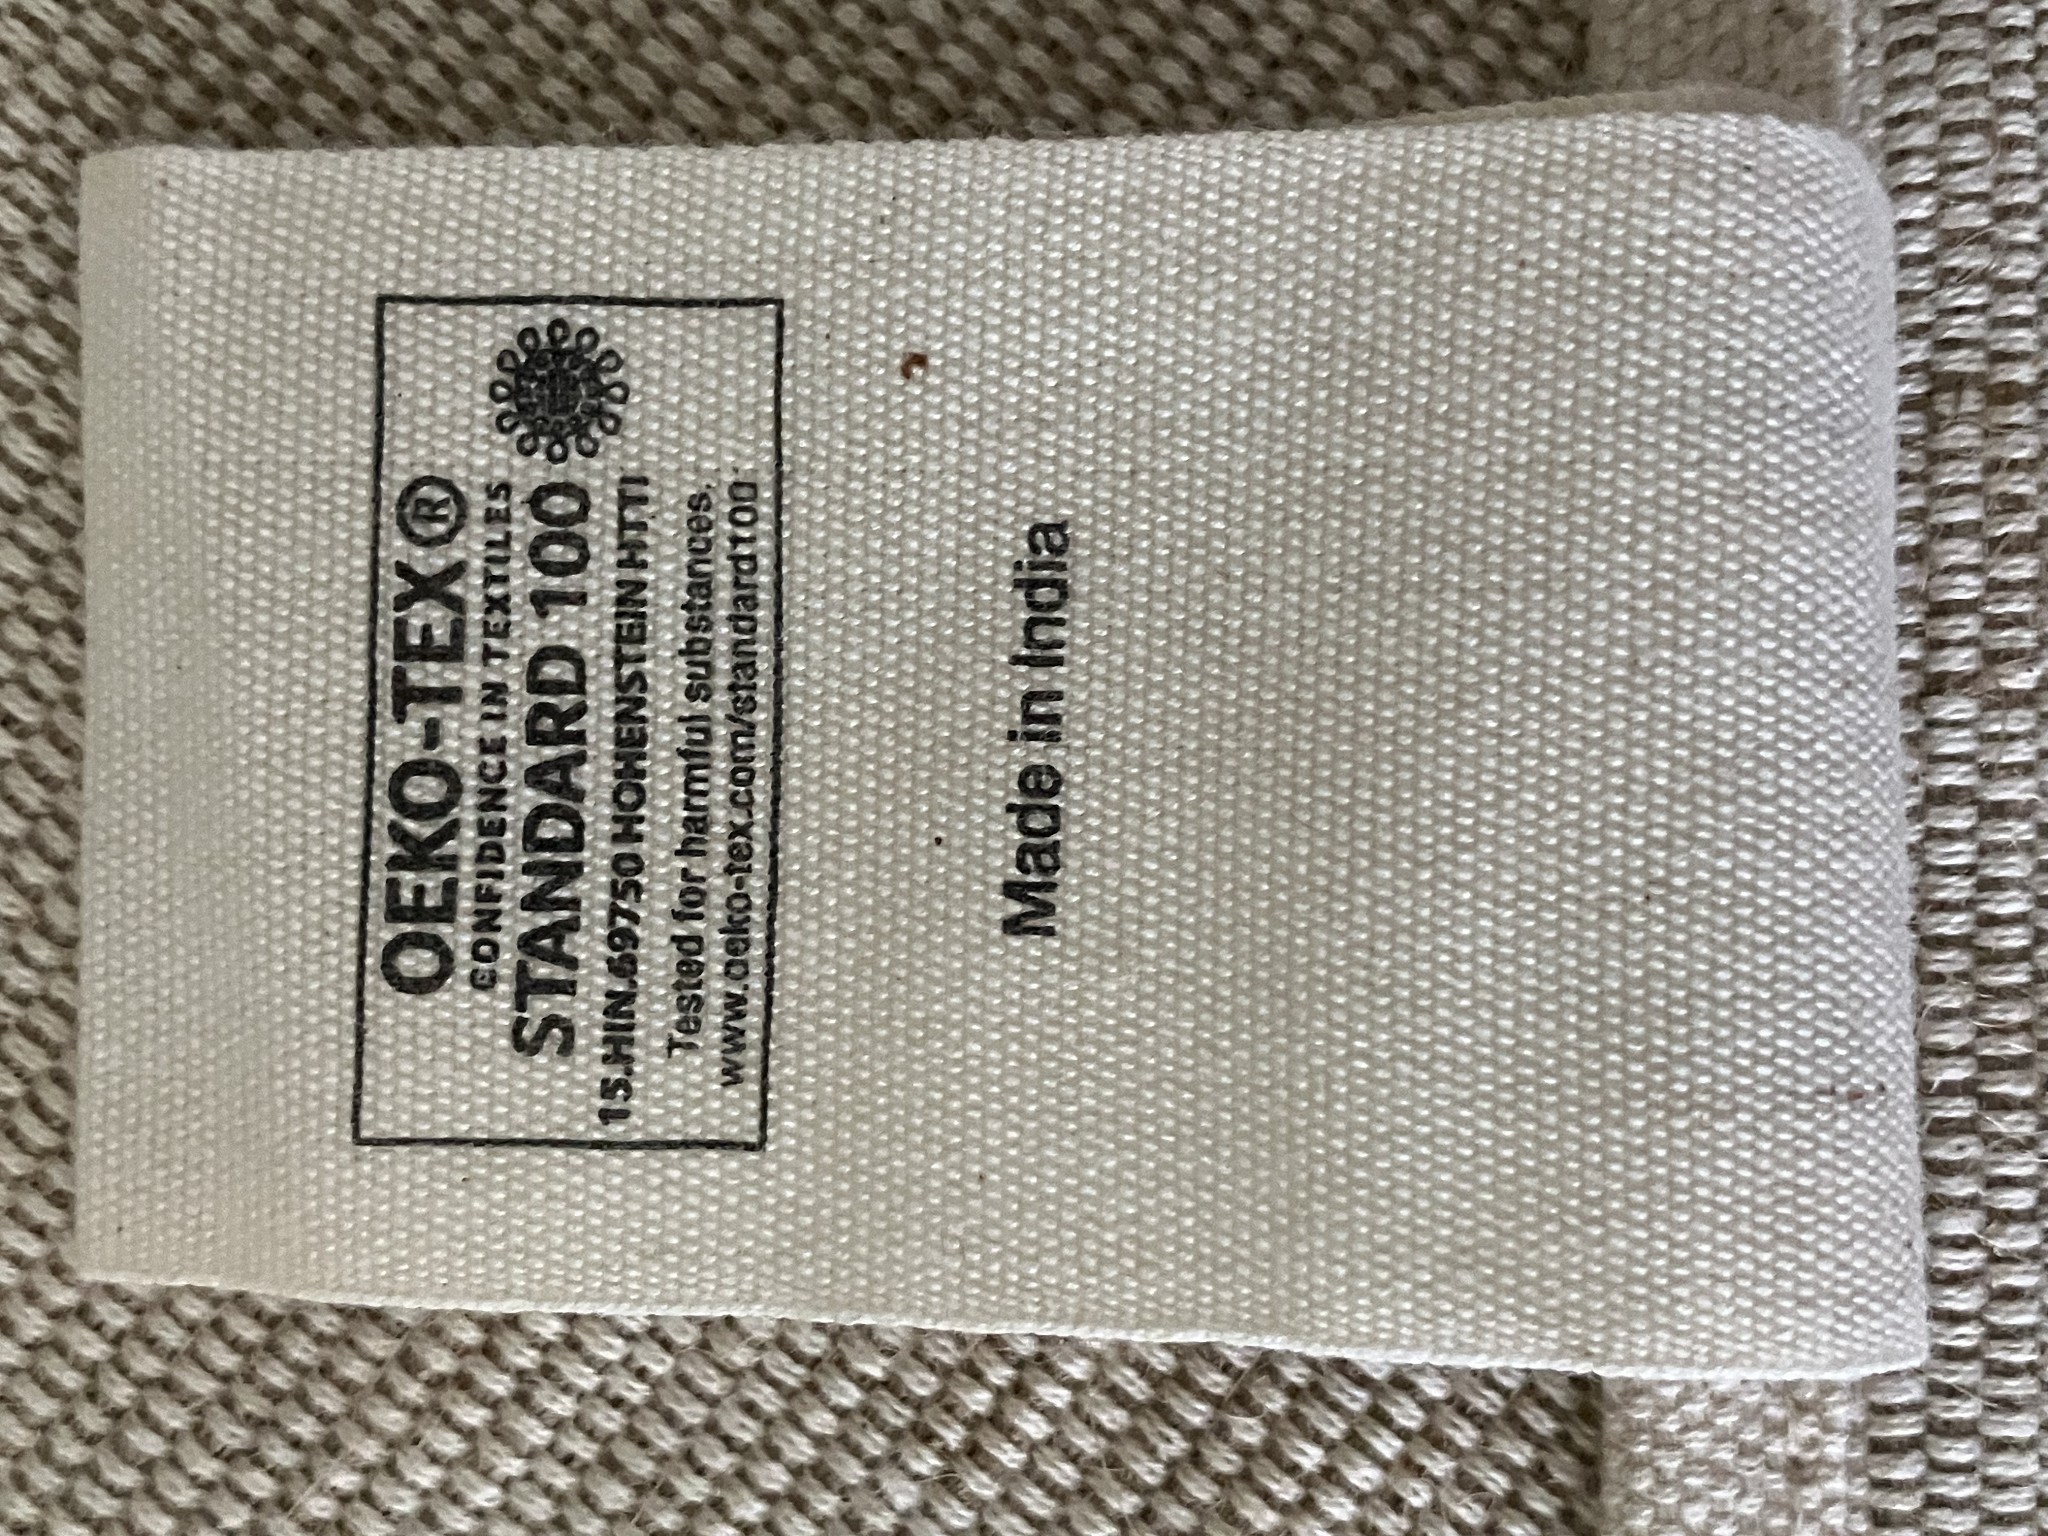 OEKO-TEX®
CONFIDENCE IN TEXTILES
STANDARD 100
15.HIN.69750 HOHENSTEIN HTTI
Tested for harmful substances.
www.oeko-tex.com/standard100
Made in India